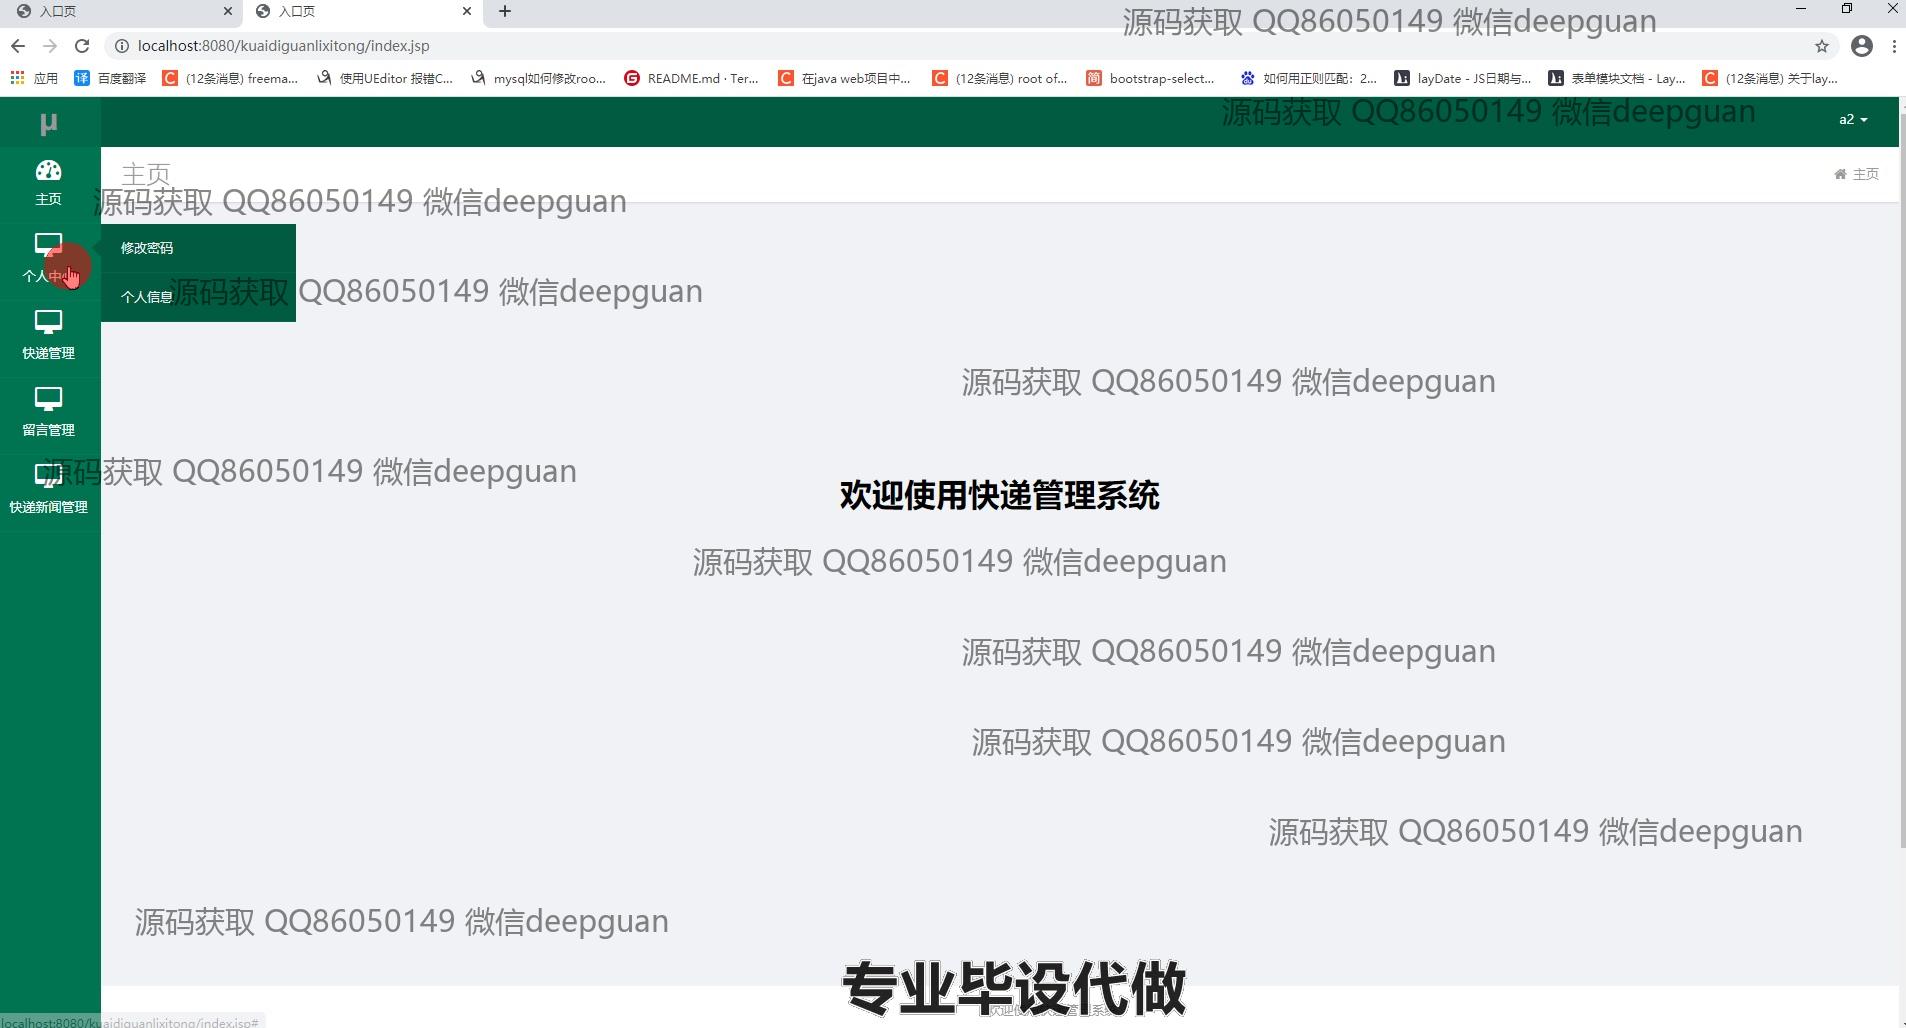 入口页
入口页
源码获取 QQ86050149 微信deepguan
localhost:8080/kuaidiguanlixitong/index.jsp
应用 百度翻译 (12条消息) freema... 使用UEditor 报错C... mysql如何修改roo... README.md · Ter... 在java web项目中... (12条消息) root of... bootstrap-select... 如何用正则匹配：2... layDate - JS日期与... 表单模块文档 - Lay... (12条消息) 关于lay...
源码获取 QQ86050149 微信deepguan
μ
a2
主页
主页
主页
源码获取 QQ86050149 微信deepguan
修改密码
个人中心
个人信息
源码获取 QQ86050149 微信deepguan
快递管理
源码获取 QQ86050149 微信deepguan
留言管理
源码获取 QQ86050149 微信deepguan
欢迎使用快递管理系统
快递新闻管理
源码获取 QQ86050149 微信deepguan
源码获取 QQ86050149 微信deepguan
源码获取 QQ86050149 微信deepguan
源码获取 QQ86050149 微信deepguan
源码获取 QQ86050149 微信deepguan
专业毕设代做
localhost:8080/kuaidiguanlixitong/index.jsp#